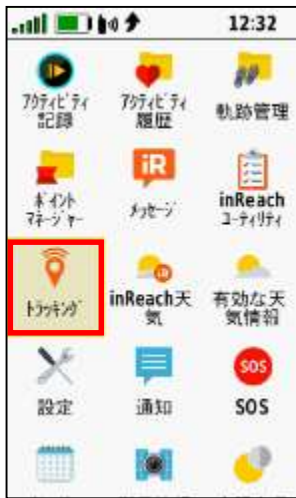 12:32
ｱｸﾃｨﾋﾞﾃｨ
記録
ｱｸﾃｨﾋﾞﾃｨ
履歴
軌跡管理
ﾎﾟｲﾝﾄ
ﾏﾈｰｼﾞｬｰ
iR
ﾒｯｾｰｼﾞ
inReach
ﾕｰﾃｨﾘﾃｨ
ﾄﾗｯｷﾝｸﾞ
iR
inReach天
気
有効な天
気情報
設定
通知
SOS
SOS